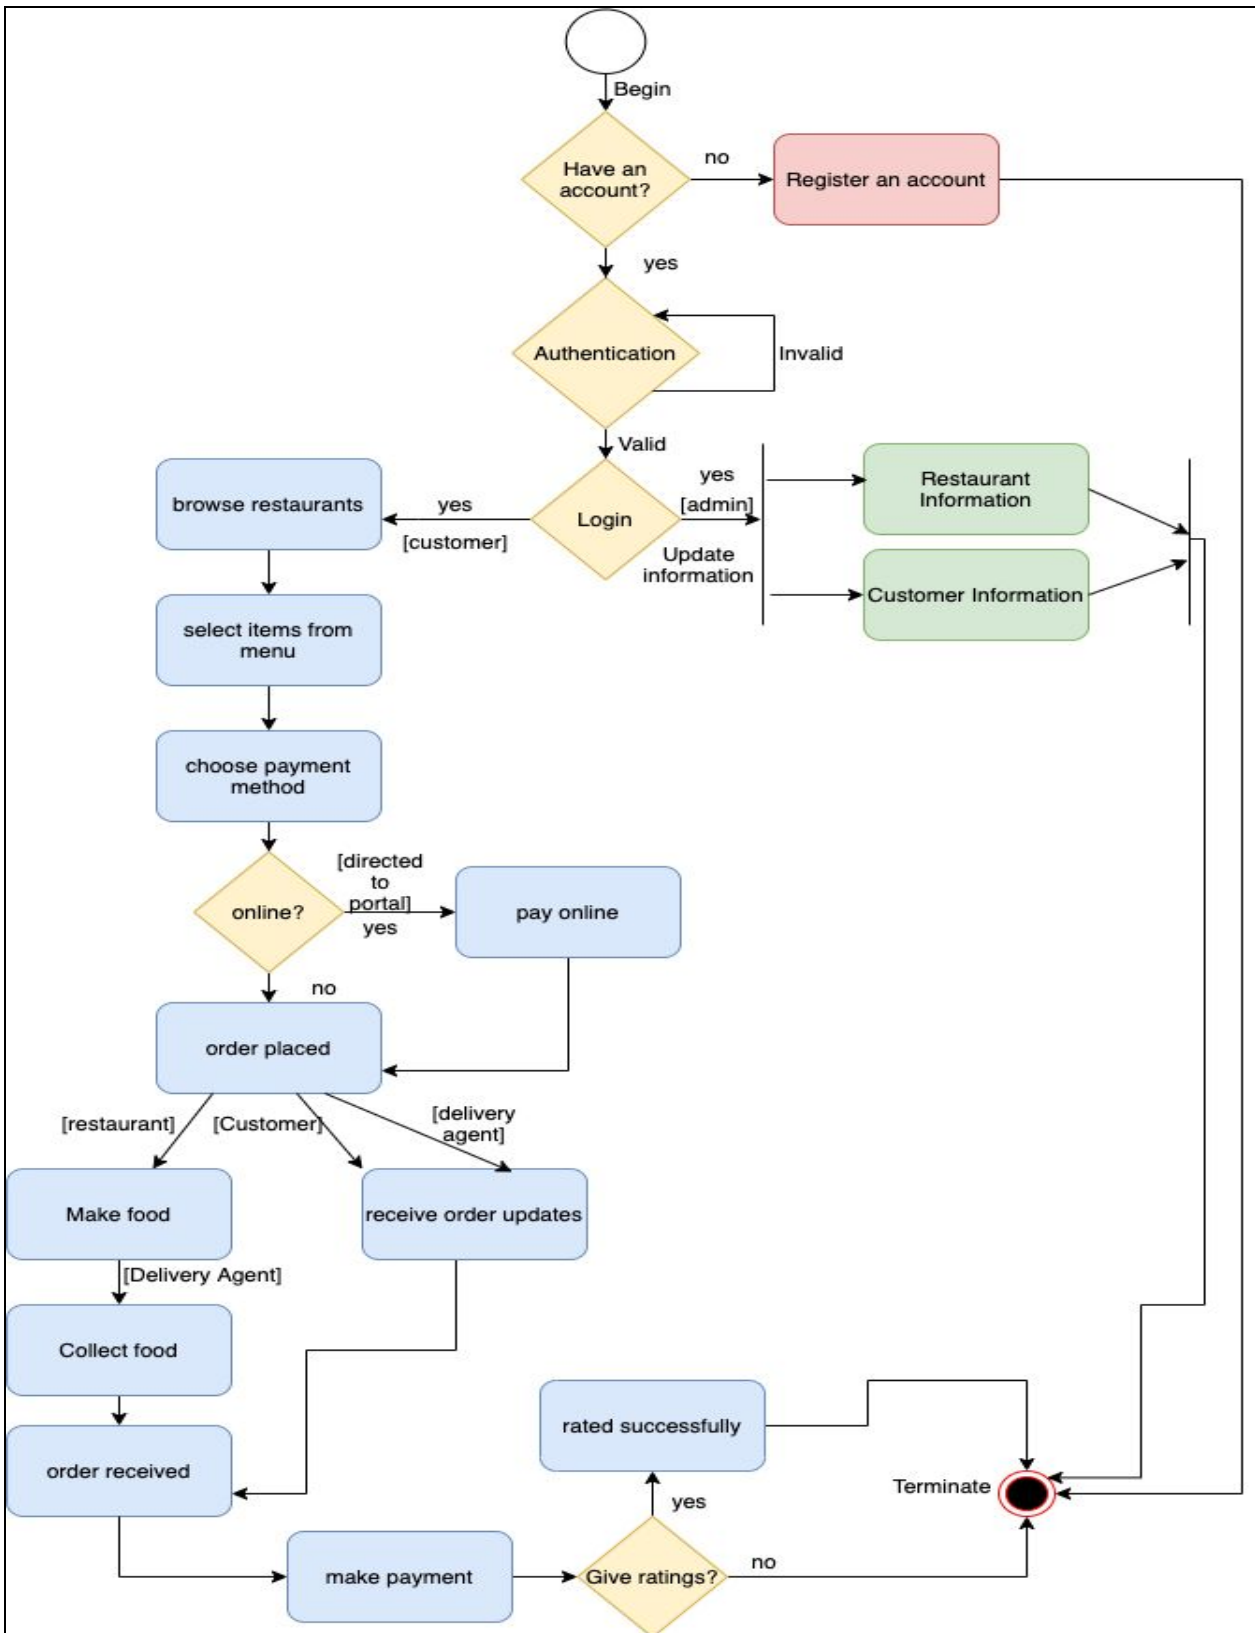 Begin
Have an
account?
no
Register an account
yes
Authentication
Invalid
Valid
browse restaurants
yes
[customer]
Login
yes
[admin]
Update
information
Restaurant
Information
Customer Information
select items from
menu
choose payment
method
online?
[directed
to
portal]
yes
pay online
no
order placed
[restaurant]
[Customer]
[delivery
agent]
Make food
receive order updates
[Delivery Agent]
Collect food
order received
rated successfully
Terminate
yes
make payment
Give ratings?
no